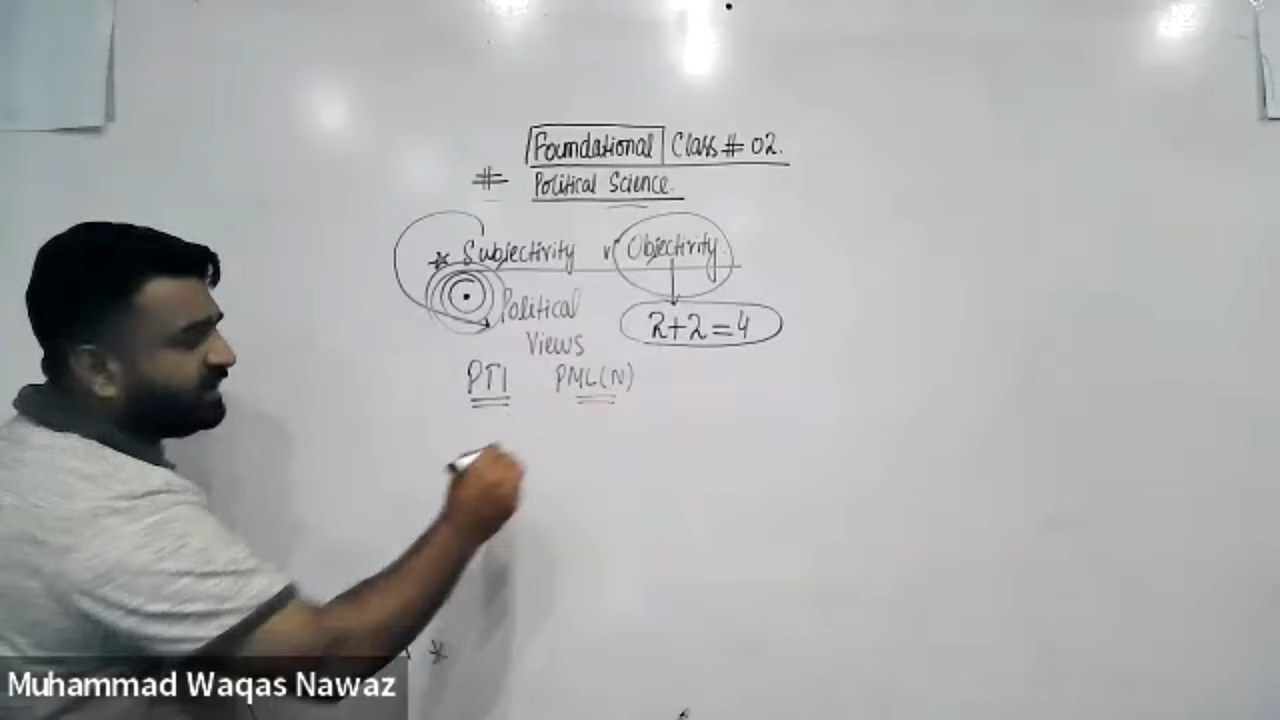 Foundational Class # 02.
# Political Science.
* Subjectivity v Objectivity
Political 2+2=4
Views
PTI PML(N)
*
Muhammad Waqas Nawaz